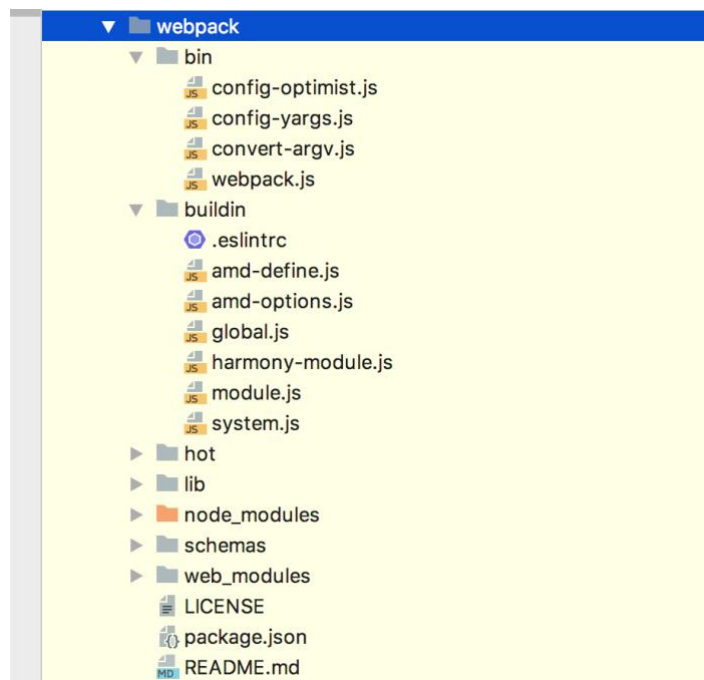 webpack
bin
config-optimist.js
config-yargs.js
convert-argv.js
webpack.js
buildin
.eslintrc
amd-define.js
amd-options.js
global.js
harmony-module.js
module.js
system.js
hot
lib
node_modules
schemas
web_modules
LICENSE
package.json
README.md